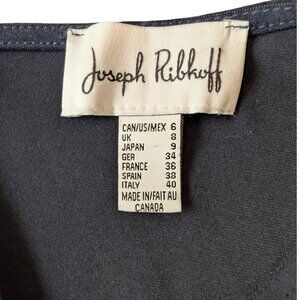 Joseph Ribkoff
CAN/US/MEX 6
UK 8
JAPAN 9
GER 34
FRANCE 36
SPAIN 38
ITALY 40
MADE IN/FAIT AU
CANADA